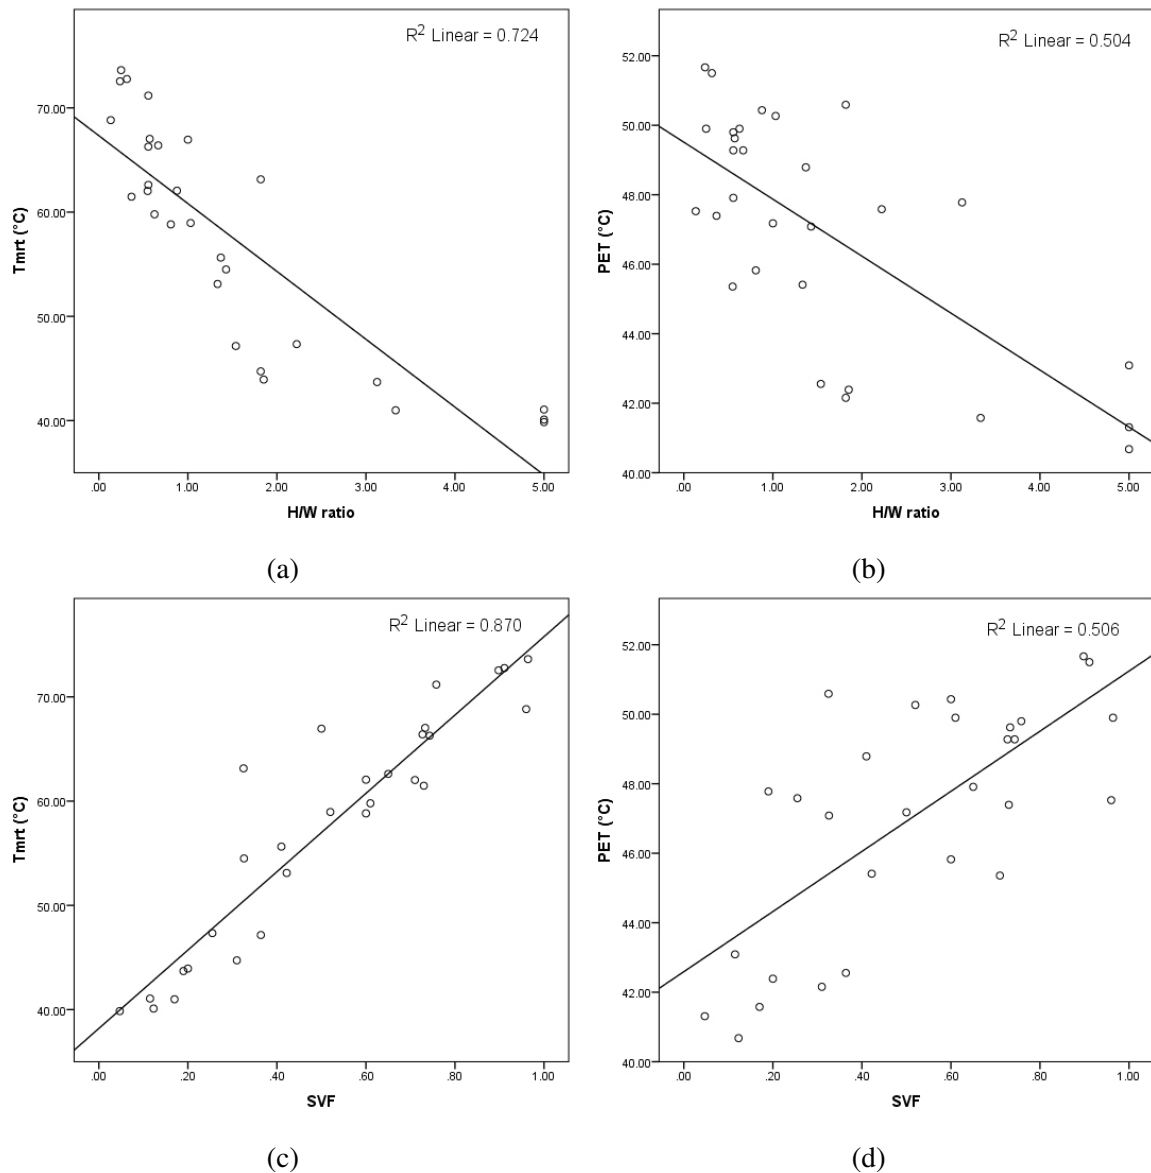 R² Linear = 0.724
70.00
60.00
50.00
40.00
Tmrt (°C)
.00 1.00 2.00 3.00 4.00 5.00
H/W ratio
(a)
R² Linear = 0.504
52.00
50.00
48.00
46.00
44.00
42.00
40.00
PET (°C)
.00 1.00 2.00 3.00 4.00 5.00
H/W ratio
(b)
R² Linear = 0.870
70.00
60.00
50.00
40.00
Tmrt (°C)
.00 .20 .40 .60 .80 1.00
SVF
(c)
R² Linear = 0.506
52.00
50.00
48.00
46.00
44.00
42.00
40.00
PET (°C)
.00 .20 .40 .60 .80 1.00
SVF
(d)